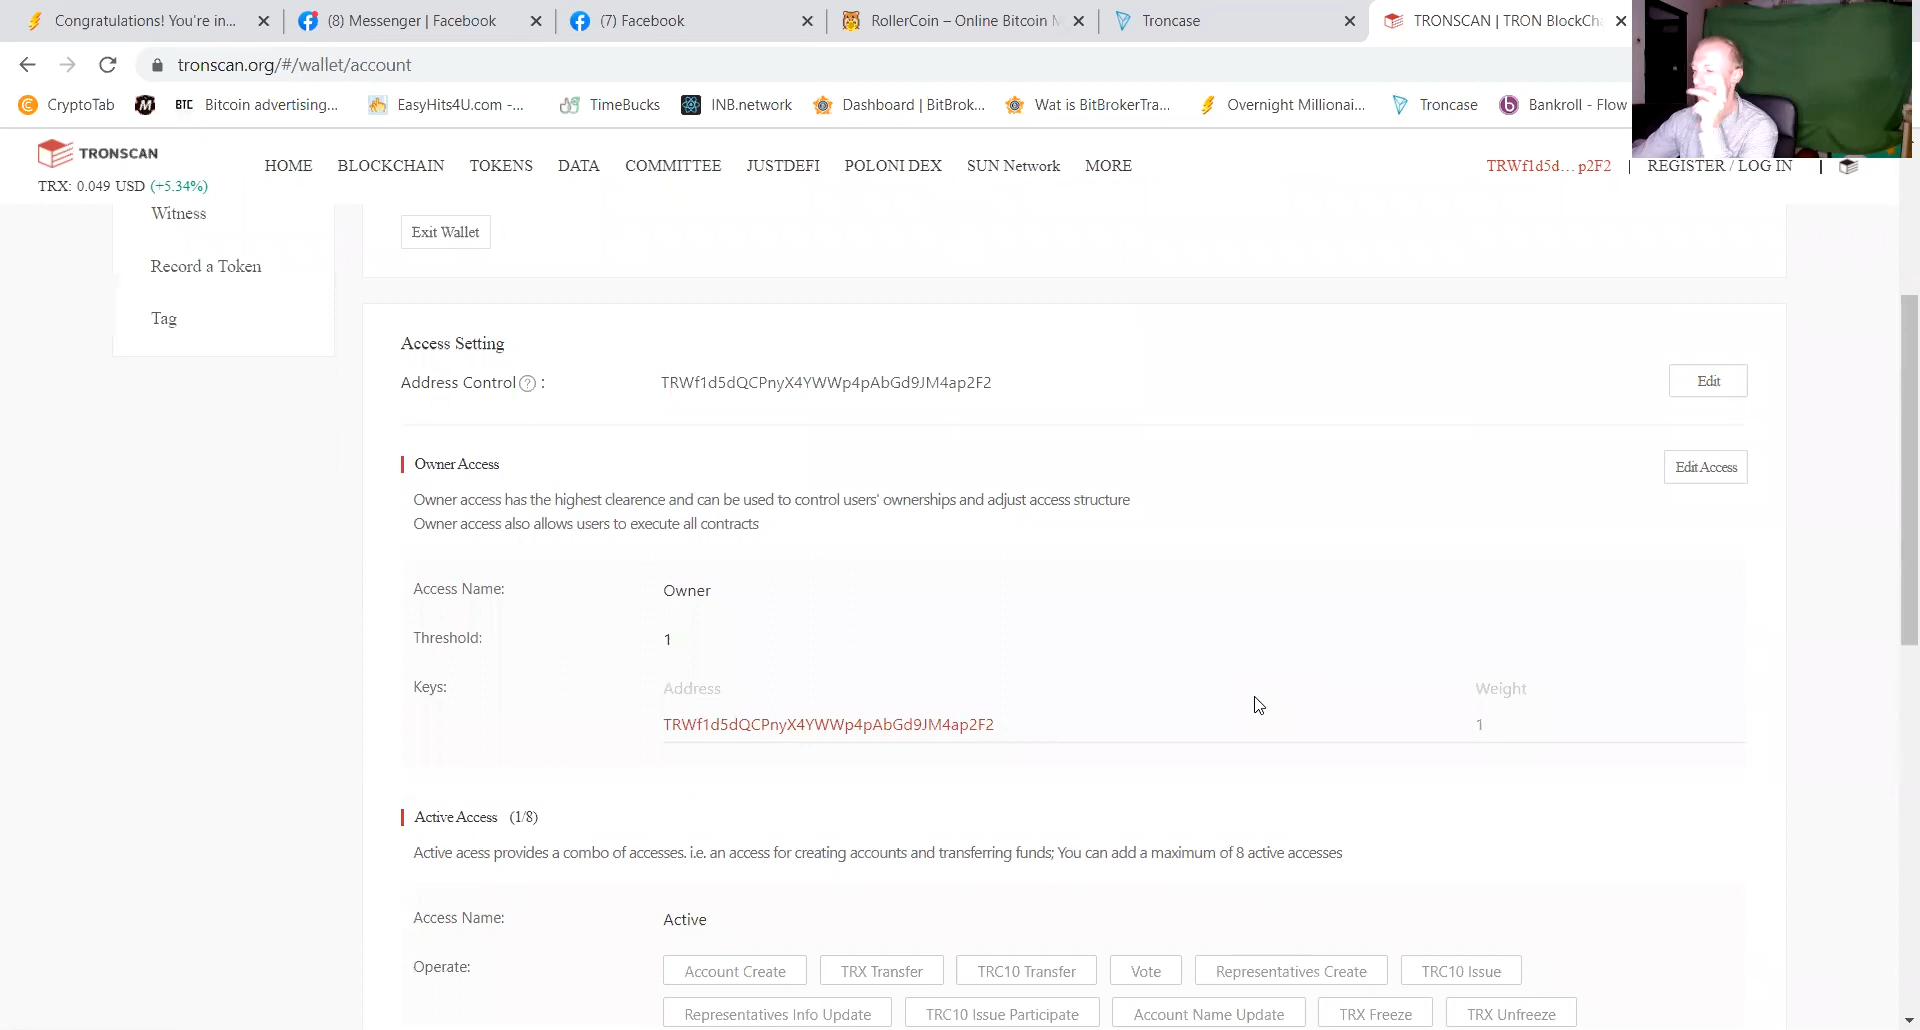 Congratulations! You're in...
(8) Messenger | Facebook
(7) Facebook
RollerCoin – Online Bitcoin M
Troncase
TRONSCAN | TRON BlockCh
tronscan.org/#/wallet/account
CryptoTab
BTC Bitcoin advertising...
EasyHits4U.com -...
TimeBucks
INB.network
Dashboard | BitBrok...
Wat is BitBrokerTra...
Overnight Millionai...
Troncase
Bankroll - Flow
TRONSCAN
TRX: 0.049 USD (+5.34%)
HOME BLOCKCHAIN TOKENS DATA COMMITTEE JUSTDEFI POLONI DEX SUN Network MORE
TRWf1d5d... p2F2 | REGISTER / LOG IN |
Witness
Record a Token
Tag
Exit Wallet
Access Setting
Address Control ? : TRWf1d5dQCPnyX4YWWp4pAbGd9JM4ap2F2 Edit
Owner Access Edit Access
Owner access has the highest clearence and can be used to control users' ownerships and adjust access structure
Owner access also allows users to execute all contracts
Access Name: Owner
Threshold: 1
Keys: Address Weight
TRWf1d5dQCPnyX4YWWp4pAbGd9JM4ap2F2 1
Active Access (1/8)
Active acess provides a combo of accesses. i.e. an access for creating accounts and transferring funds; You can add a maximum of 8 active accesses
Access Name: Active
Operate: Account Create TRX Transfer TRC10 Transfer Vote Representatives Create TRC10 Issue
Representatives Info Update TRC10 Issue Participate Account Name Update TRX Freeze TRX Unfreeze